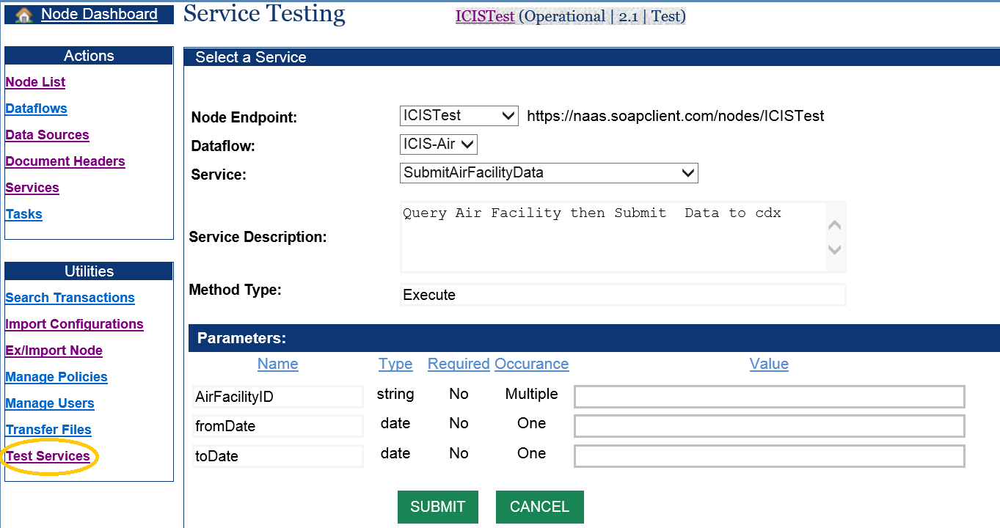 Node Dashboard
Service Testing
ICISTest (Operational | 2.1 | Test)
Actions
Node List
Dataflows
Data Sources
Document Headers
Services
Tasks
Utilities
Search Transactions
Import Configurations
Ex/Import Node
Manage Policies
Manage Users
Transfer Files
Test Services
Select a Service
Node Endpoint: ICISTest https://naas.soapclient.com/nodes/ICISTest
Dataflow: ICIS-Air
Service: SubmitAirFacilityData
Service Description: Query Air Facility then Submit  Data to cdx
Method Type: Execute
Parameters:
Name Type Required Occurance Value
AirFacilityID string No Multiple
fromDate date No One
toDate date No One
SUBMIT CANCEL